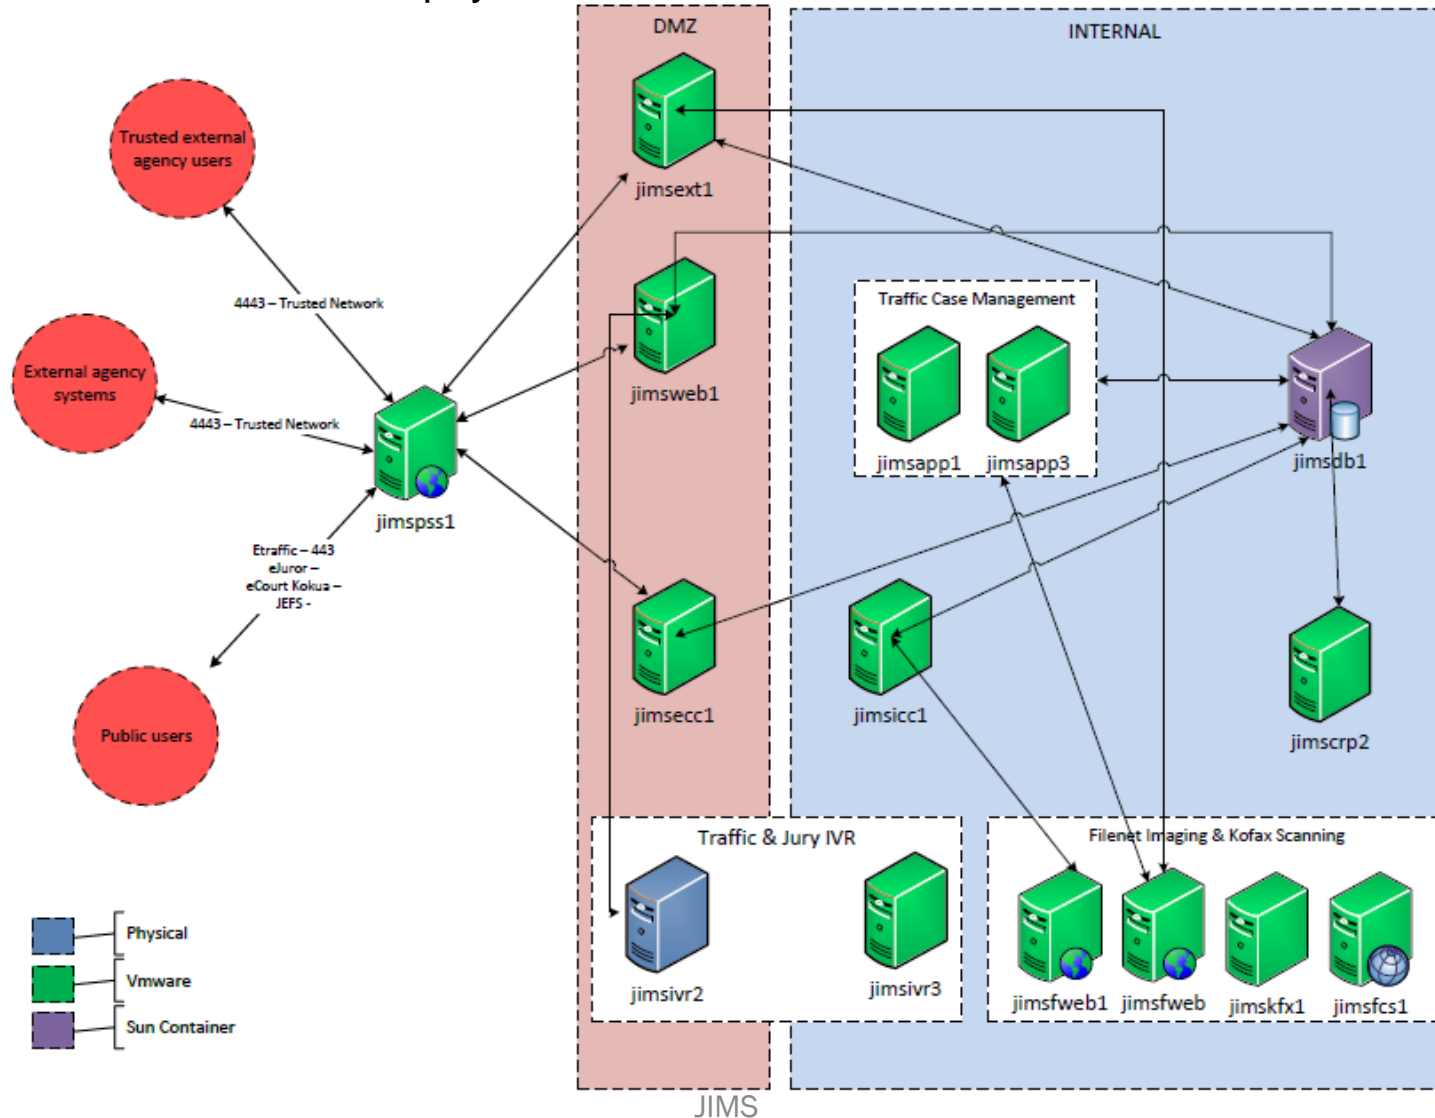 DMZ
INTERNAL
Trusted external
agency users
jimsext1
4443 – Trusted Network
Traffic Case Management
External agency
systems
jimsweb1
4443 – Trusted Network
jimsapp1
jimsapp3
jimsdb1
jimspss1
Etraffic – 443
eJuror –
eCourt Kokua –
JEFS -
jimsecc1
jimsicc1
jimscrp2
Public users
Traffic & Jury IVR
Filenet Imaging & Kofax Scanning
Physical
Vmware
Sun Container
jimsivr2
jimsivr3
jimsfweb1
jimsfweb
jimskfx1
jimsfcs1
JIMS